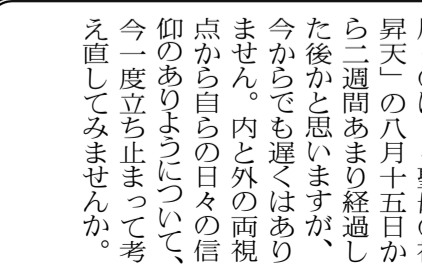 昇天」の八月十五日か
ら二週間あまり経過し
た後かと思いますが、
今からでも遅くはあり
ません。内と外の両視
点から自らの日々の信
仰のありようについて、
今一度立ち止まって考
え直してみませんか。